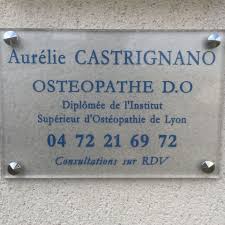 Aurélie CASTRIGNANO
OSTEOPATHE D.O
Diplômée de l'Institut
Supérieur d'Ostéopathie de Lyon
04 72 21 69 72
Consultations sur RDV